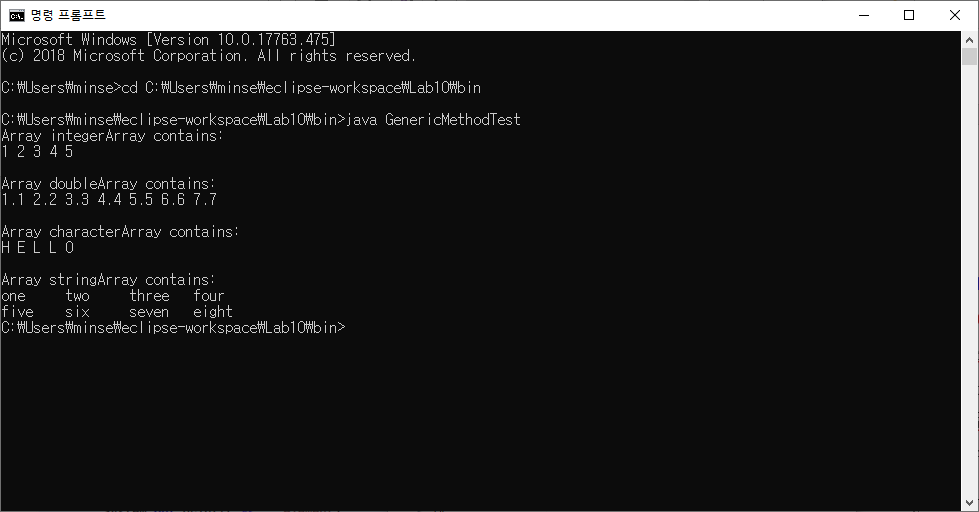 명령 프롬프트
Microsoft Windows [Version 10.0.17763.475]
(c) 2018 Microsoft Corporation. All rights reserved.
C:₩Users₩minse>cd C:₩Users₩minse₩eclipse-workspace₩Lab10₩bin
C:₩Users₩minse₩eclipse-workspace₩Lab10₩bin>java GenericMethodTest
Array integerArray contains:
1 2 3 4 5
Array doubleArray contains:
1.1 2.2 3.3 4.4 5.5 6.6 7.7
Array characterArray contains:
H E L L O
Array stringArray contains:
one     two     three   four
five    six     seven   eight
C:₩Users₩minse₩eclipse-workspace₩Lab10₩bin>